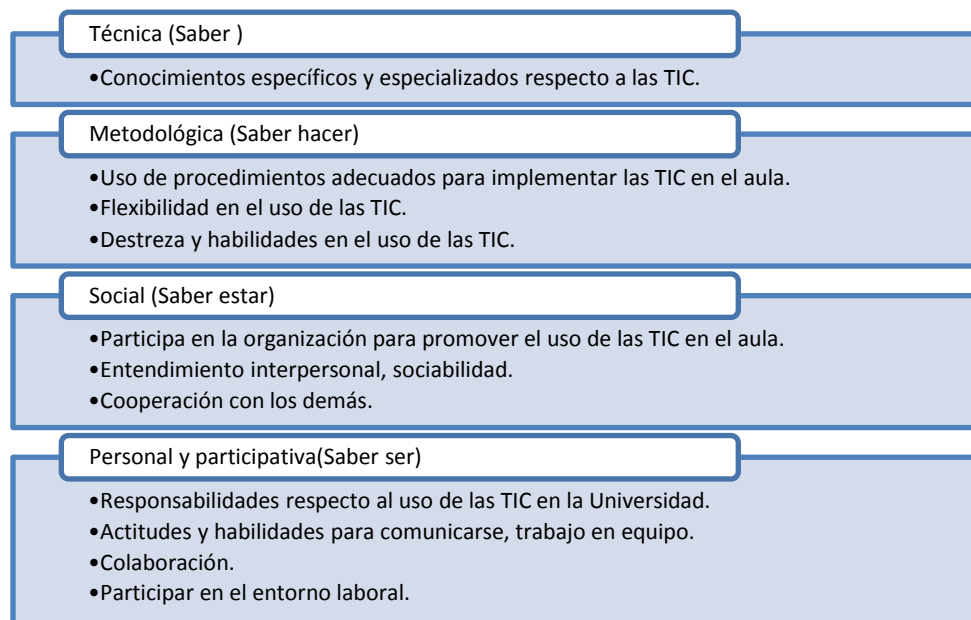 Técnica (Saber )
•Conocimientos específicos y especializados respecto a las TIC.
Metodológica (Saber hacer)
•Uso de procedimientos adecuados para implementar las TIC en el aula.
•Flexibilidad en el uso de las TIC.
•Destreza y habilidades en el uso de las TIC.
Social (Saber estar)
•Participa en la organización para promover el uso de las TIC en el aula.
•Entendimiento interpersonal, sociabilidad.
•Cooperación con los demás.
Personal y participativa(Saber ser)
•Responsabilidades respecto al uso de las TIC en la Universidad.
•Actitudes y habilidades para comunicarse, trabajo en equipo.
•Colaboración.
•Participar en el entorno laboral.